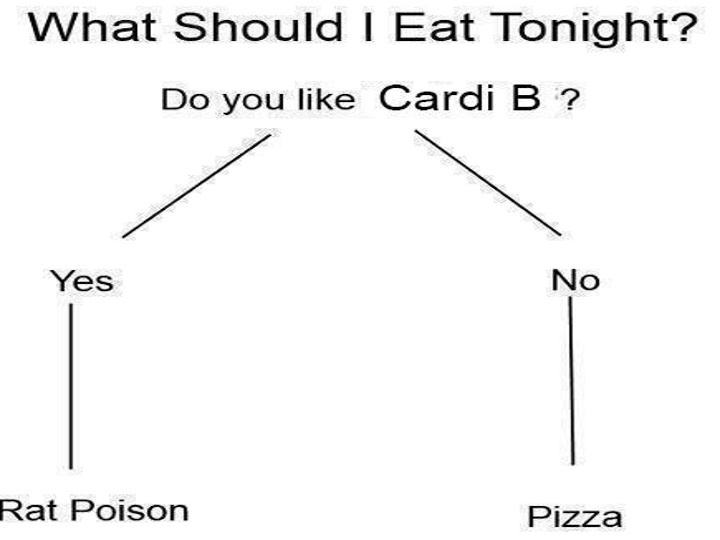 What Should I Eat Tonight?
Do you like Cardi B ?
Yes
No
Rat Poison
Pizza